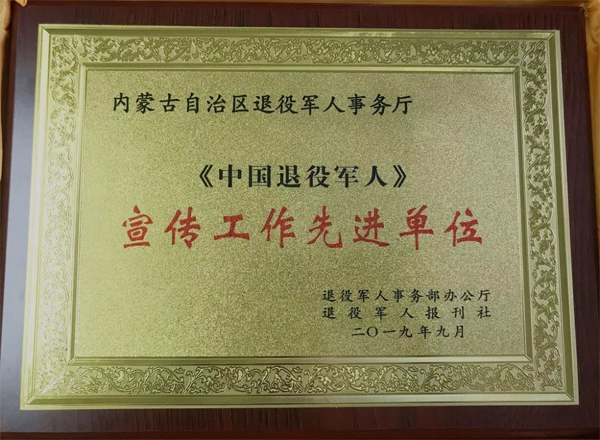 内蒙古自治区退役军人事务厅
《中国退役军人》
宣传工作先进单位
退役军人事务部办公厅
退役军人报刊社
二〇一九年九月